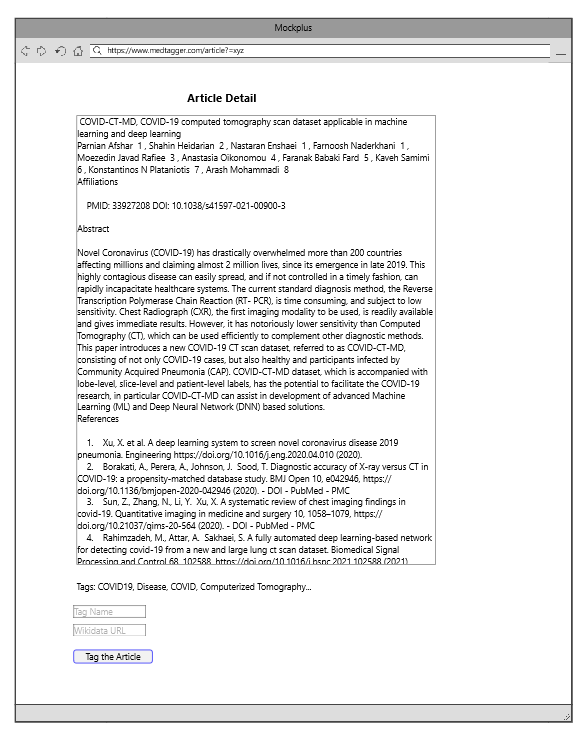 Mockplus
https://www.medtagger.com/article?=xyz
Article Detail
COVID-CT-MD, COVID-19 computed tomography scan dataset applicable in machine
learning and deep learning
Parnian Afshar 1 , Shahin Heidarian 2 , Nastaran Enshaei 1 , Farnoosh Naderkhani 1 ,
Moezedin Javad Rafiee 3 , Anastasia Oikonomou 4 , Faranak Babaki Fard 5 , Kaveh Samimi
6 , Konstantinos N Plataniotis 7 , Arash Mohammadi 8
Affiliations
PMID: 33927208 DOI: 10.1038/s41597-021-00900-3
Abstract
Novel Coronavirus (COVID-19) has drastically overwhelmed more than 200 countries
affecting millions and claiming almost 2 million lives, since its emergence in late 2019. This
highly contagious disease can easily spread, and if not controlled in a timely fashion, can
rapidly incapacitate healthcare systems. The current standard diagnosis method, the Reverse
Transcription Polymerase Chain Reaction (RT- PCR), is time consuming, and subject to low
sensitivity. Chest Radiograph (CXR), the first imaging modality to be used, is readily available
and gives immediate results. However, it has notoriously lower sensitivity than Computed
Tomography (CT), which can be used efficiently to complement other diagnostic methods.
This paper introduces a new COVID-19 CT scan dataset, referred to as COVID-CT-MD,
consisting of not only COVID-19 cases, but also healthy and participants infected by
Community Acquired Pneumonia (CAP). COVID-CT-MD dataset, which is accompanied with
lobe-level, slice-level and patient-level labels, has the potential to facilitate the COVID-19
research, in particular COVID-CT-MD can assist in development of advanced Machine
Learning (ML) and Deep Neural Network (DNN) based solutions.
References
1. Xu, X. et al. A deep learning system to screen novel coronavirus disease 2019
pneumonia. Engineering https://doi.org/10.1016/j.eng.2020.04.010 (2020).
2. Borakati, A., Perera, A., Johnson, J. Sood, T. Diagnostic accuracy of X-ray versus CT in
COVID-19: a propensity-matched database study. BMJ Open 10, e042946, https://
doi.org/10.1136/bmjopen-2020-042946 (2020). - DOI - PubMed - PMC
3. Sun, Z., Zhang, N., Li, Y. Xu, X. A systematic review of chest imaging findings in
covid-19. Quantitative imaging in medicine and surgery 10, 1058–1079, https://
doi.org/10.21037/qims-20-564 (2020). - DOI - PubMed - PMC
4. Rahimzadeh, M., Attar, A. Sakhaei, S. A fully automated deep learning-based network
for detecting covid-19 from a new and large lung ct scan dataset. Biomedical Signal
Processing and Control 68, 102588, https://doi.org/10.1016/j.bspc.2021.102588 (2021)
Tags: COVID19, Disease, COVID, Computerized Tomography...
Tag Name
Wikidata URL
Tag the Article